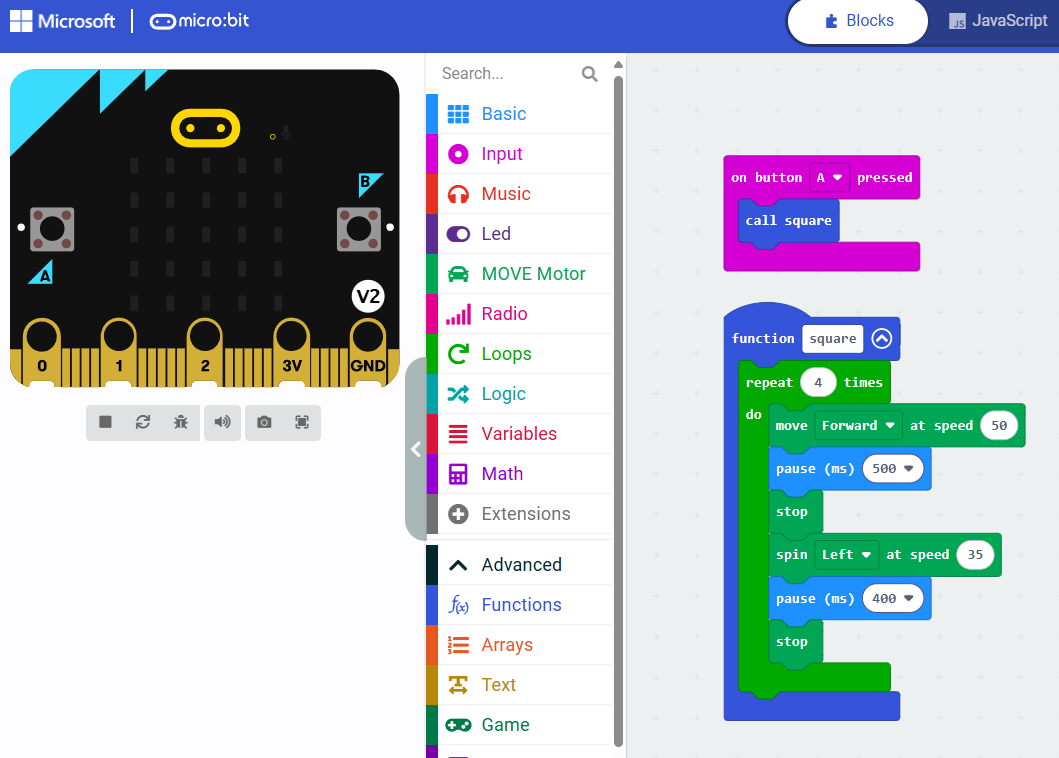 Microsoft micro:bit
Blocks
JavaScript
Search...
Basic
Input
Music
Led
MOVE Motor
Radio
Loops
Logic
Variables
Math
Extensions
Advanced
Functions
Arrays
Text
Game
B
A
V2
0 1 2 3V GND
on button A pressed
call square
function square
repeat 4 times
do
move Forward at speed 50
pause (ms) 500
stop
spin Left at speed 35
pause (ms) 400
stop